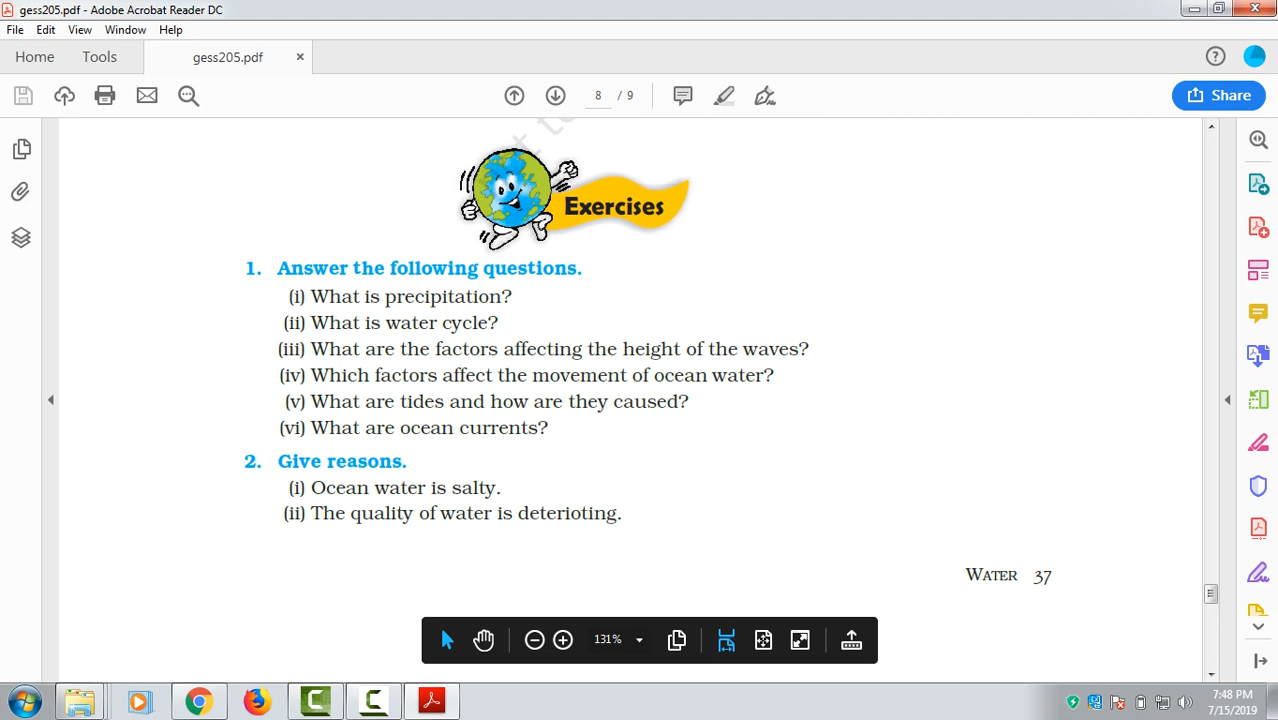 gess205.pdf - Adobe Acrobat Reader DC
File Edit View Window Help
Home Tools gess205.pdf
8 / 9
Share
Exercises
1. Answer the following questions.
(i) What is precipitation?
(ii) What is water cycle?
(iii) What are the factors affecting the height of the waves?
(iv) Which factors affect the movement of ocean water?
(v) What are tides and how are they caused?
(vi) What are ocean currents?
2. Give reasons.
(i) Ocean water is salty.
(ii) The quality of water is deterioting.
WATER 37
131%
7:48 PM
7/15/2019